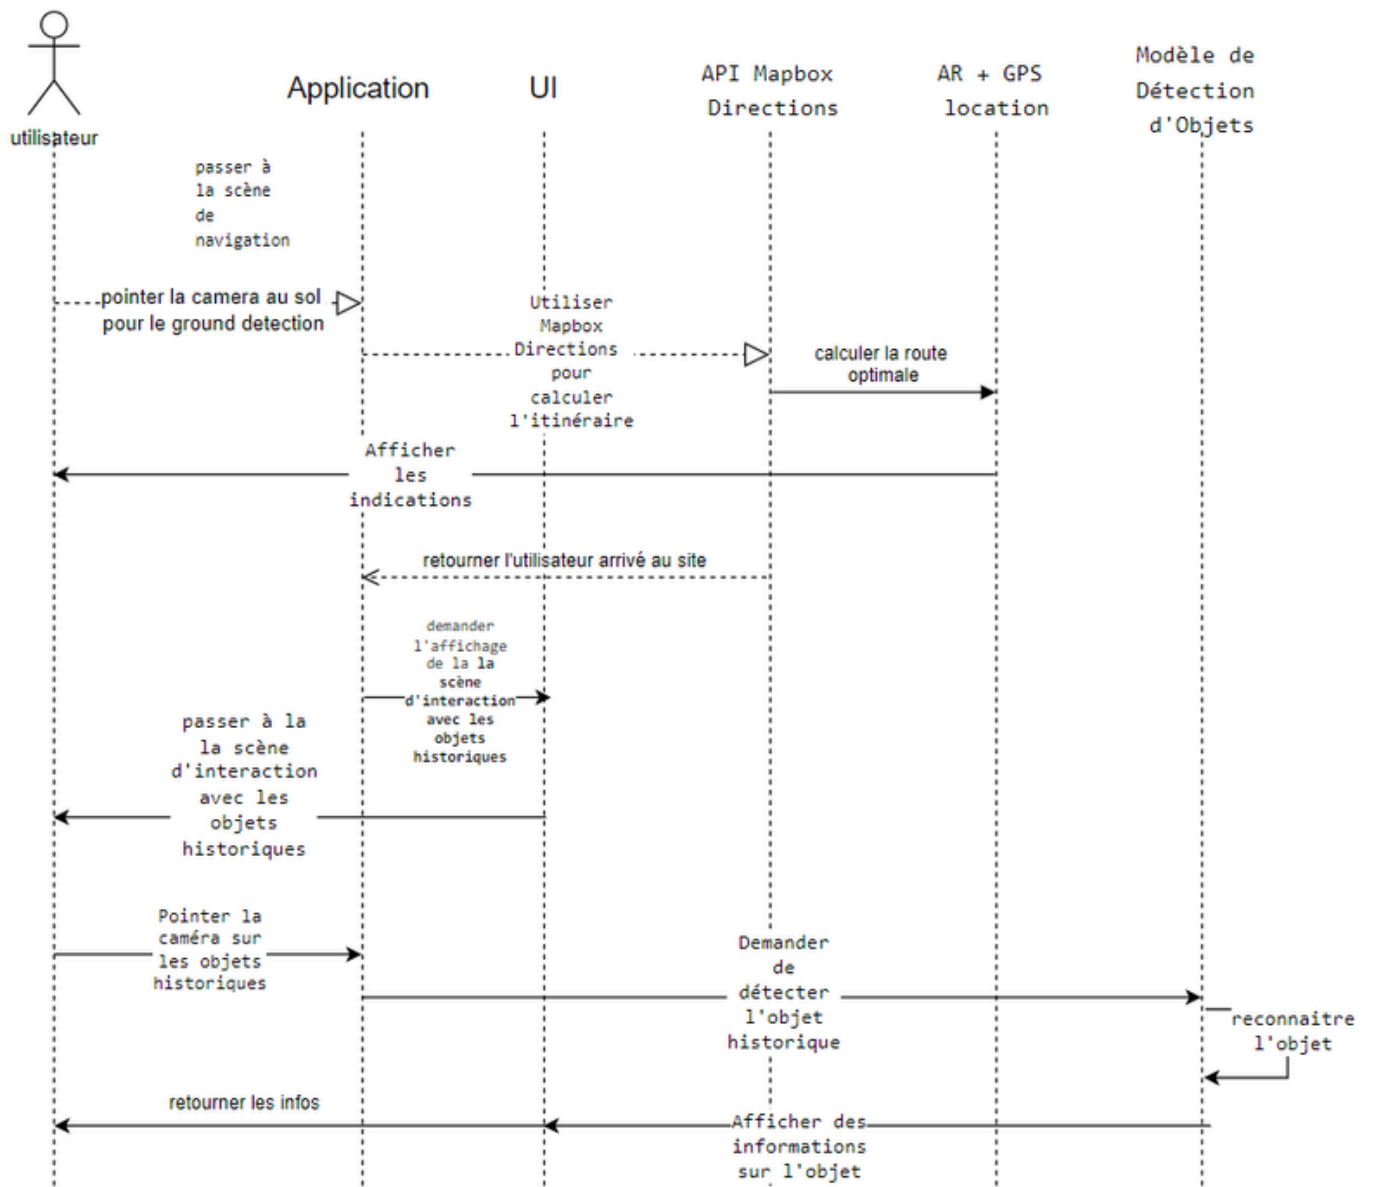 utilisateur
Application
UI
API Mapbox
Directions
AR + GPS
location
Modèle de
Détection
d'Objets
passer à
la scène
de
navigation
pointer la camera au sol
pour le ground detection
Utiliser
Mapbox
Directions
pour
calculer
l'itinéraire
calculer la route
optimale
Afficher
les
indications
retourner l'utilisateur arrivé au site
demander
l'affichage
de la la
scène
d'interaction
avec les
objets
historiques
passer à la
la scène
d'interaction
avec les
objets
historiques
Pointer la
caméra sur
les objets
historiques
Demander
de
détecter
l'objet
historique
reconnaitre
l'objet
retourner les infos
Afficher des
informations
sur l'objet